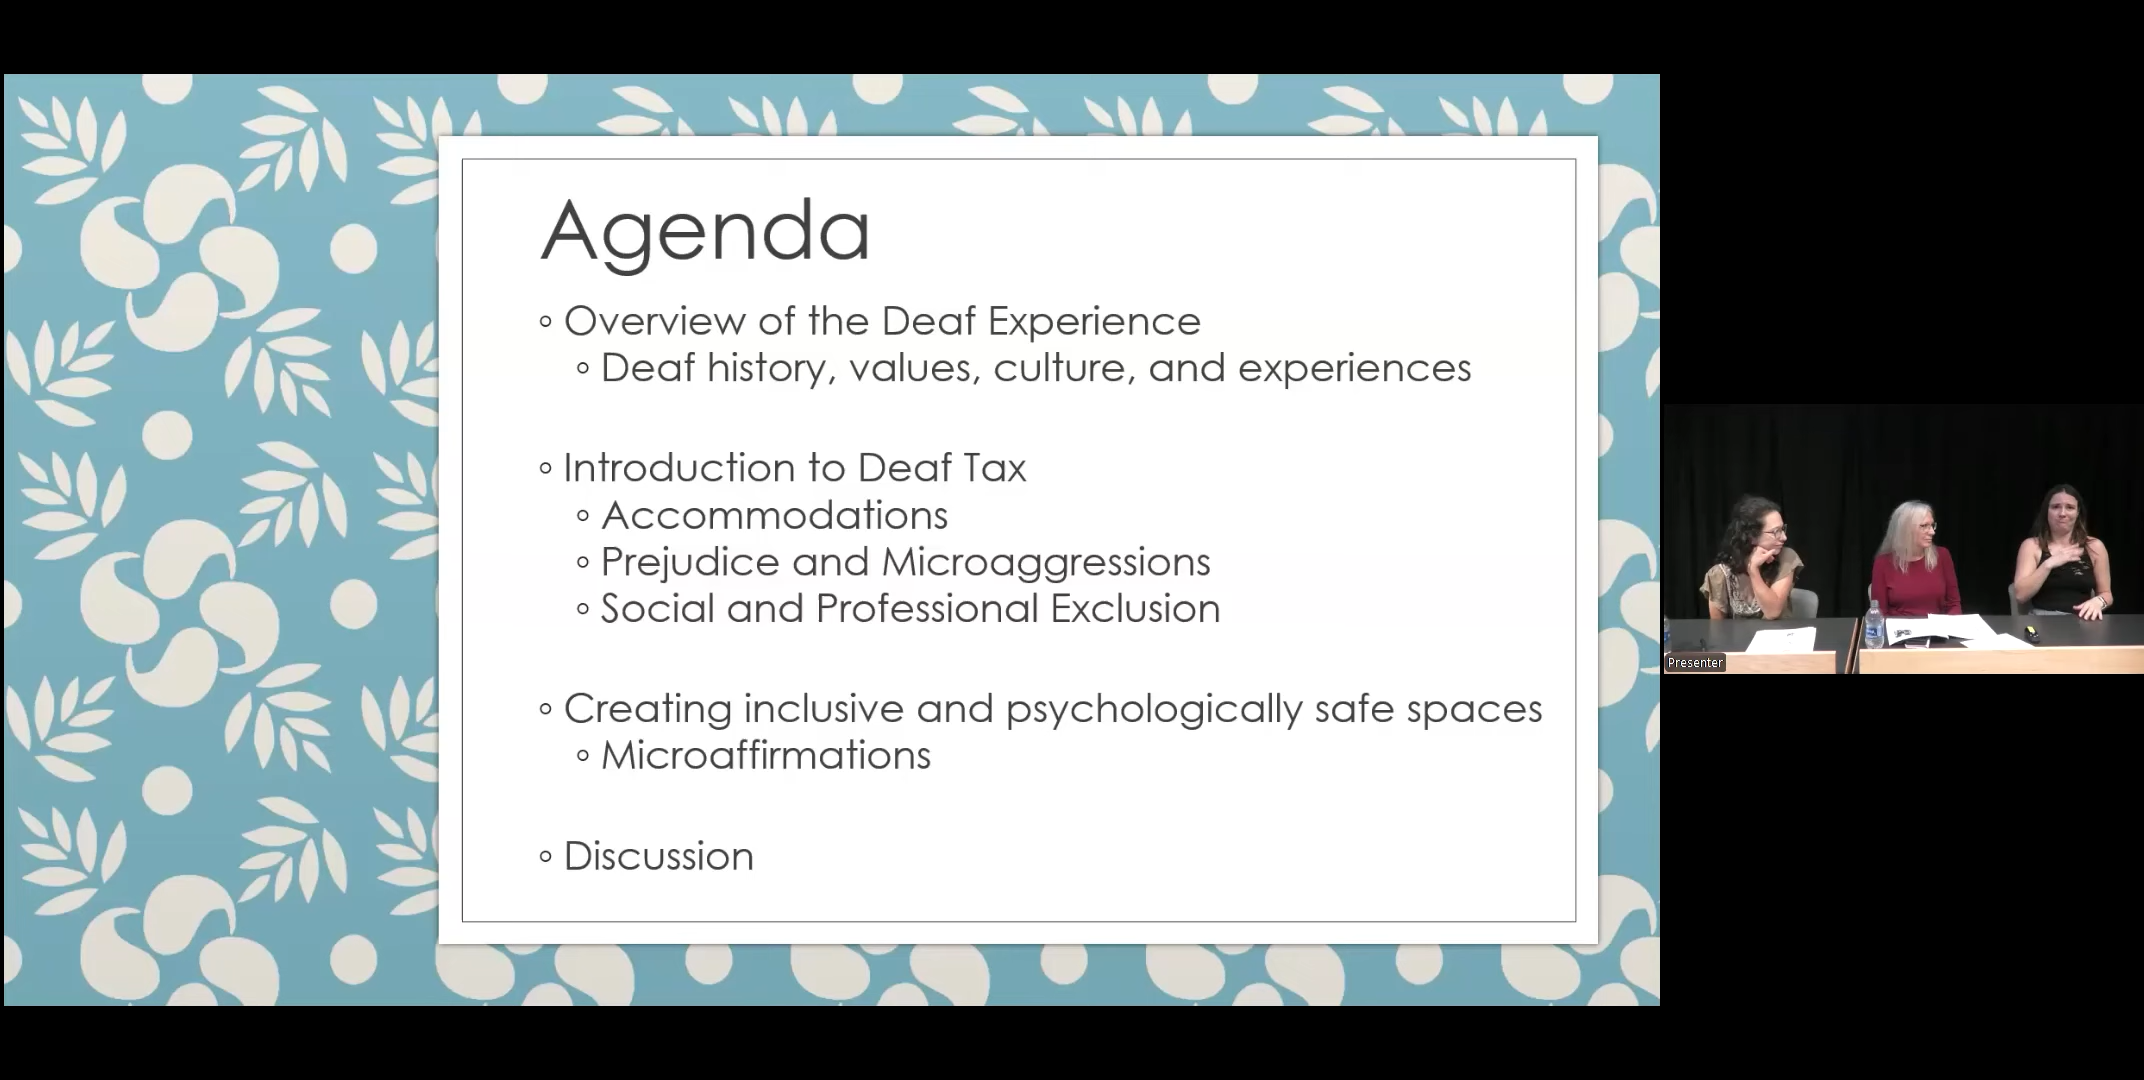 Agenda
◦ Overview of the Deaf Experience
◦ Deaf history, values, culture, and experiences
◦ Introduction to Deaf Tax
◦ Accommodations
◦ Prejudice and Microaggressions
◦ Social and Professional Exclusion
◦ Creating inclusive and psychologically safe spaces
◦ Microaffirmations
◦ Discussion
Presenter